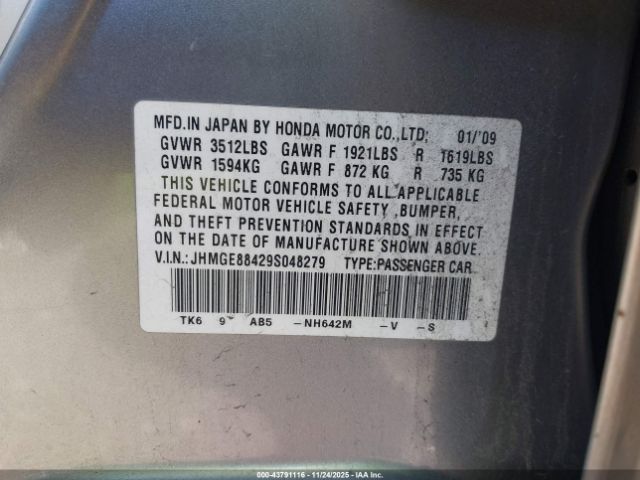 MFD.IN JAPAN BY HONDA MOTOR CO.,LTD; 01/'09
GVWR 3512LBS GAWR F 1921LBS R 1619LBS
GVWR 1594KG GAWR F 872 KG R 735 KG
THIS VEHICLE CONFORMS TO ALL APPLICABLE
FEDERAL MOTOR VEHICLE SAFETY ,BUMPER,
AND THEFT PREVENTION STANDARDS IN EFFECT
ON THE DATE OF MANUFACTURE SHOWN ABOVE.
V.I.N.:JHMGE88429S048279 TYPE:PASSENGER CAR
TK6 9 AB5 -NH642M -V -S
00-43791116 - 11/24/2025 - IAA Inc.